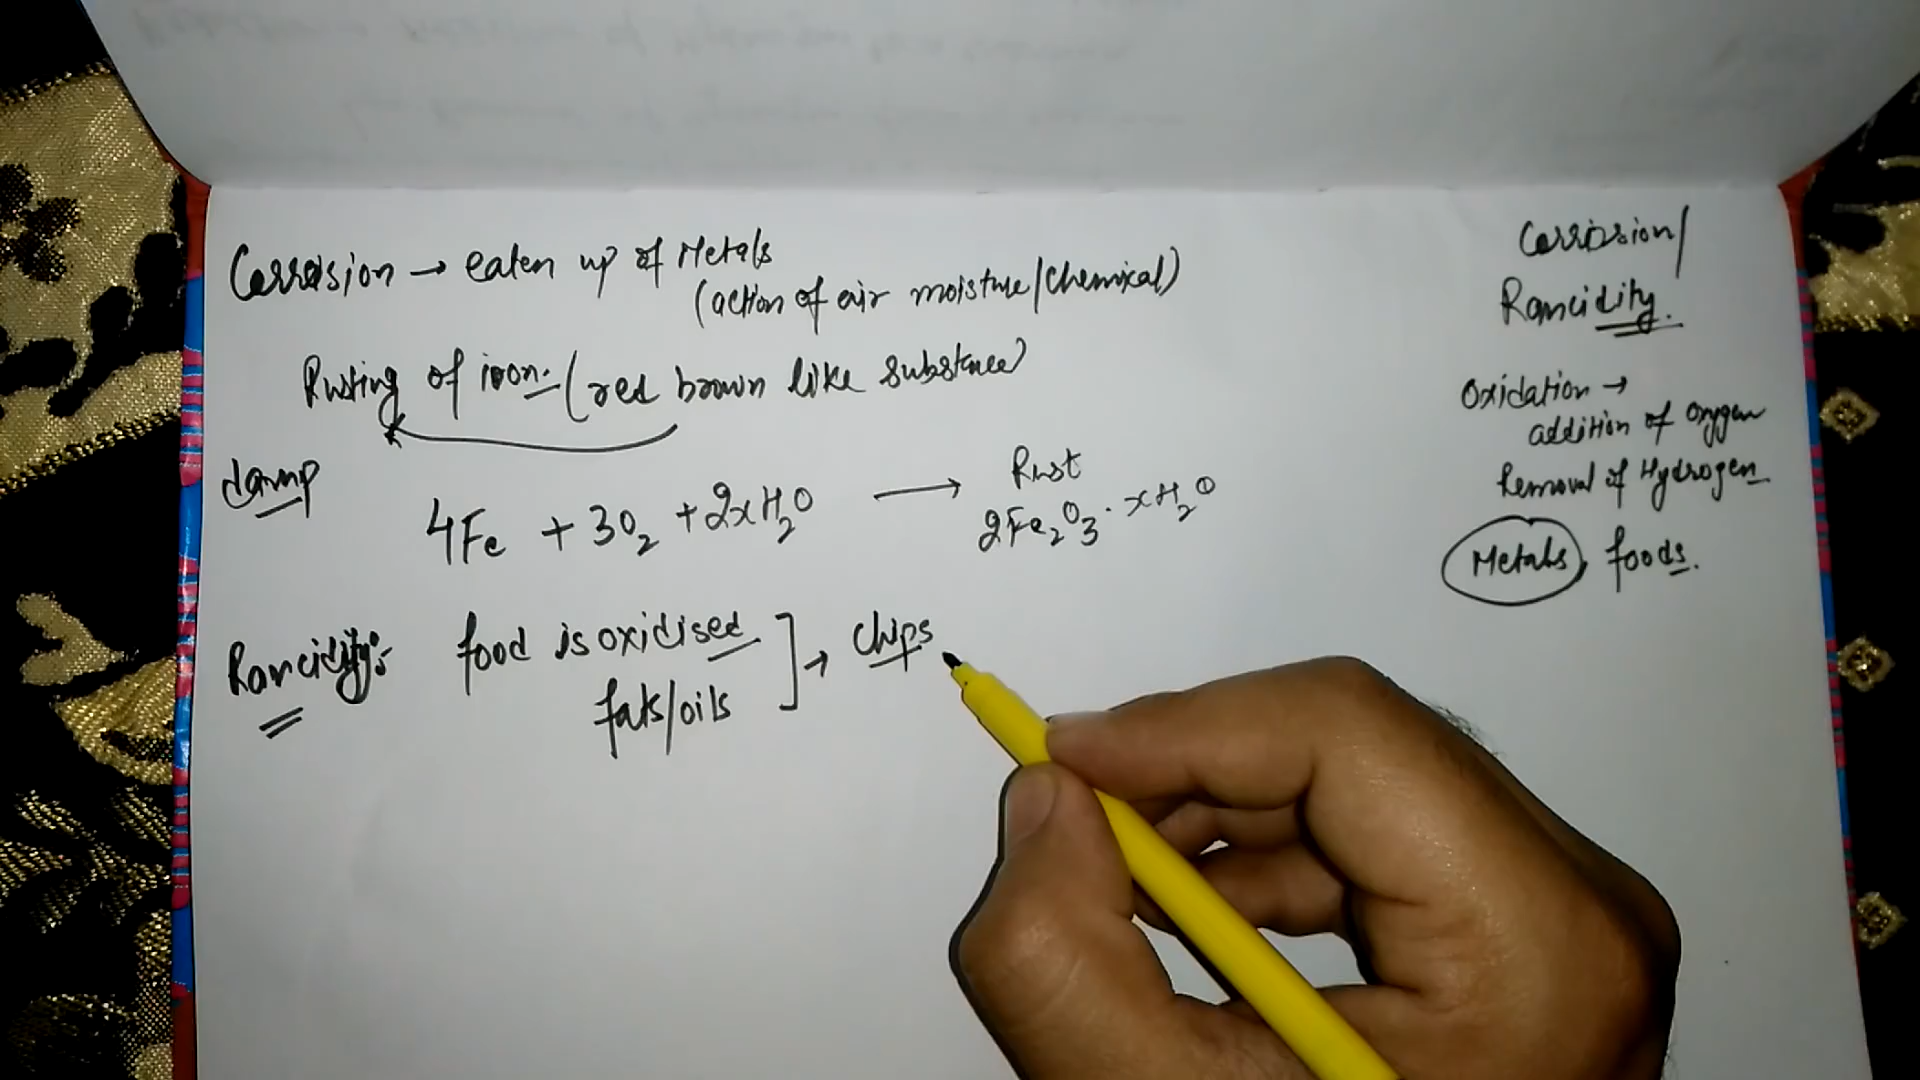 Corrosion → eaten up of Metals
(action of air moisture/chemical)
Rusting of iron. (red brown like substance)
damp
4Fe + 3O₂ + 2xH₂O ⟶ 2Fe₂O₃·xH₂O
Rust
Rancidity:- food is oxidised ] → chips
fats/oils
Corrosion/
Rancidity.
Oxidation →
addition of oxygen
Removal of Hydrogen
Metals, foods.